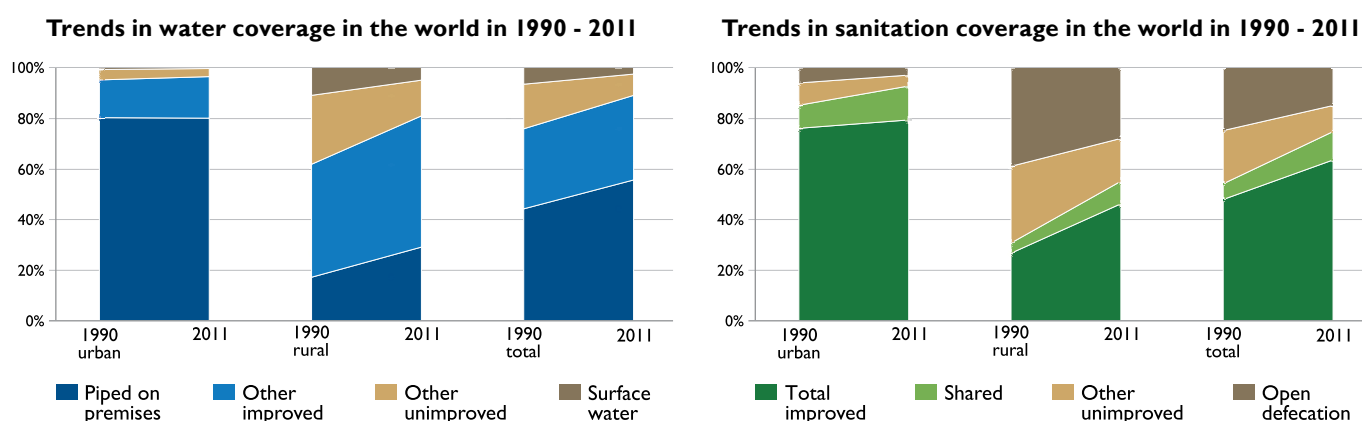 Trends in water coverage in the world in 1990 - 2011
100%
80%
60%
40%
20%
0%
1990 2011 1990 2011 1990 2011
urban rural total
Piped on Other Other Surface
premises improved unimproved water
Trends in sanitation coverage in the world in 1990 - 2011
100%
80%
60%
40%
20%
0%
1990 2011 1990 2011 1990 2011
urban rural total
Total Shared Other Open
improved unimproved defecation